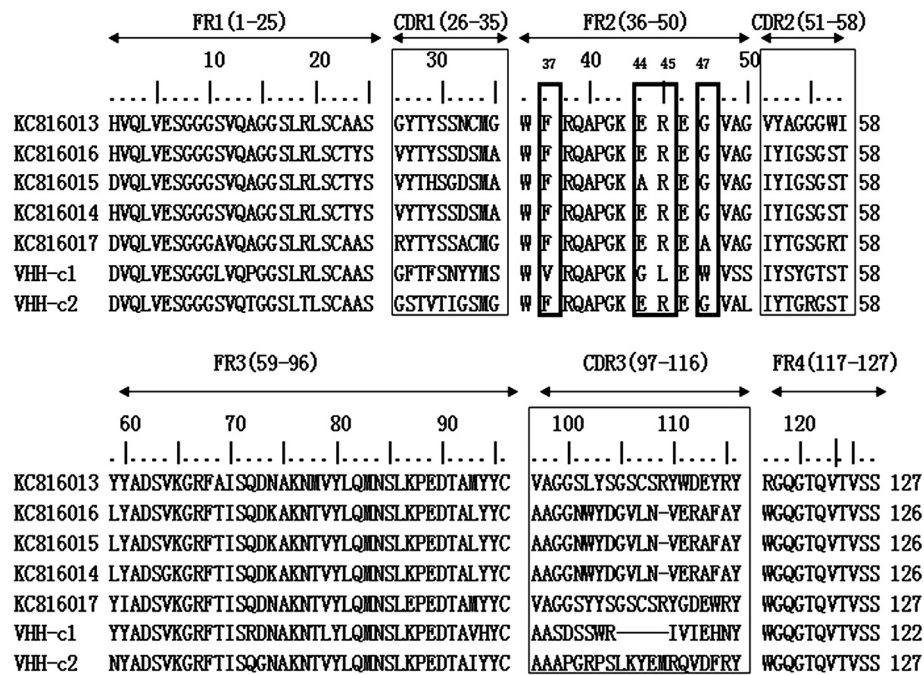 FR1(1-25) CDR1(26-35) FR2(36-50) CDR2(51-58)
10 20 30 37 40 44 45 47 50
KC816013 HVQLVESGGGSVQAGGSLRLSCAAS GYTYSSNCMG W F RQAPGK E R E G VAG VYAGGGWI 58
KC816016 HVQLVESGGGSVQAGGSLRLSCTYS VYTYSSDSMA W F RQAPGK E R E G VAG IYIGSGST 58
KC816015 DVQLVESGGGSVQAGGSLRLSCTYS VYTHSGDSMA W F RQAPGK A R E G VAG IYIGSGST 58
KC816014 HVQLVESGGGSVQAGGSLRLSCTYS VYTYSSDSMA W F RQAPGK E R E G VAG IYIGSGST 58
KC816017 DVQLVESGGGAVQAGGSLRLSCAAS RYTYSSACMG W F RQAPGK E R E A VAG IYTGSGRT 58
VHH-c1 DVQLVESGGGLVQPGGSLRLSCAAS GFTFSNYYMS W V RQAPGK G L E W VSS IYSYGTST 58
VHH-c2 DVQLVESGGGSVQTGGSLTLSCAAS GSTVTIGSMG W F RQAPGK E R E G VAL IYTGRGST 58
FR3(59-96) CDR3(97-116) FR4(117-127)
60 70 80 90 100 110 120
KC816013 YYADSVKGRFAISQDNAKNMVYLQMNSLKPEDTAMYYC VAGGSLYSGSCSRYWDEYRY RGQGTQVTVSS 127
KC816016 LYADSVKGRFTISQDKAKNTVYLQMNSLKPEDTALYYC AAGGNWYDGVLN-VERAFAY WGQGTQVTVSS 126
KC816015 LYADSVKGRFTISQDKAKNTVYLQMNSLKPEDTALYYC AAGGNWYDGVLN-VERAFAY WGQGTQVTVSS 126
KC816014 LYADSGKGRFTISQDKAKNTVYLQMNSLKPEDTALYYC AAGGNWYDGVLN-VERAFAY WGQGTQVTVSS 126
KC816017 YIADSVKGRFTISQDNAKNTVYLQMNSLEPEDTAMYYC VAGGSYYSGSCSRYGDEWRY WGQGTQVTVSS 127
VHH-c1 YYADSVKGRFTISRDNAKNTLYLQMNSLKPEDTAVHYC AASDSSWR-----IVIEHNY WGQGTQVTVSS 122
VHH-c2 NYADSVKGRFTISQGNAKNTVYLQMNSLKPEDTAIYYC AAAPGRPSLKYEMRQVDFRY WGQGTQVTVSS 127